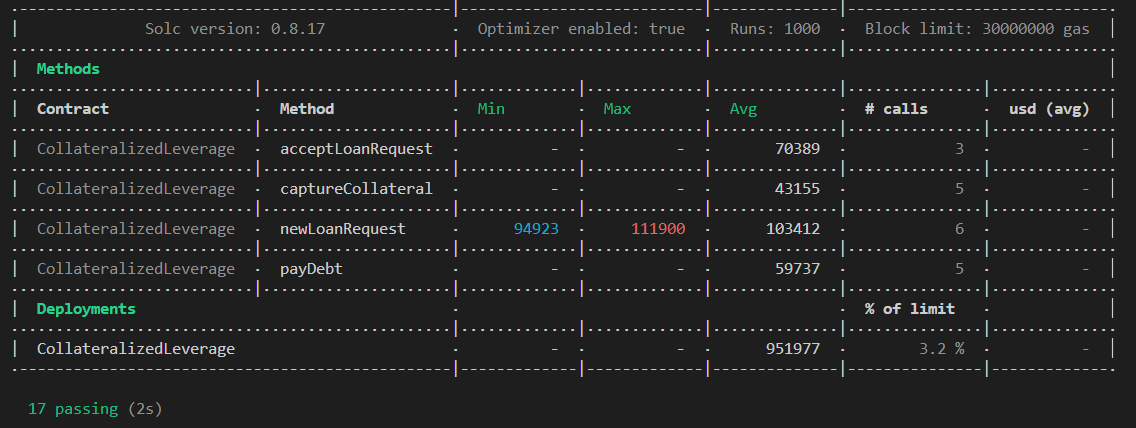 Solc version: 0.8.17 · Optimizer enabled: true · Runs: 1000 · Block limit: 30000000 gas
Methods
Contract · Method · Min · Max · Avg · # calls · usd (avg)
CollateralizedLeverage · acceptLoanRequest · - · - · 70389 · 3 · -
CollateralizedLeverage · captureCollateral · - · - · 43155 · 5 · -
CollateralizedLeverage · newLoanRequest · 94923 · 111900 · 103412 · 6 · -
CollateralizedLeverage · payDebt · - · - · 59737 · 5 · -
Deployments · · % of limit ·
CollateralizedLeverage · - · - · 951977 · 3.2 % · -
17 passing (2s)